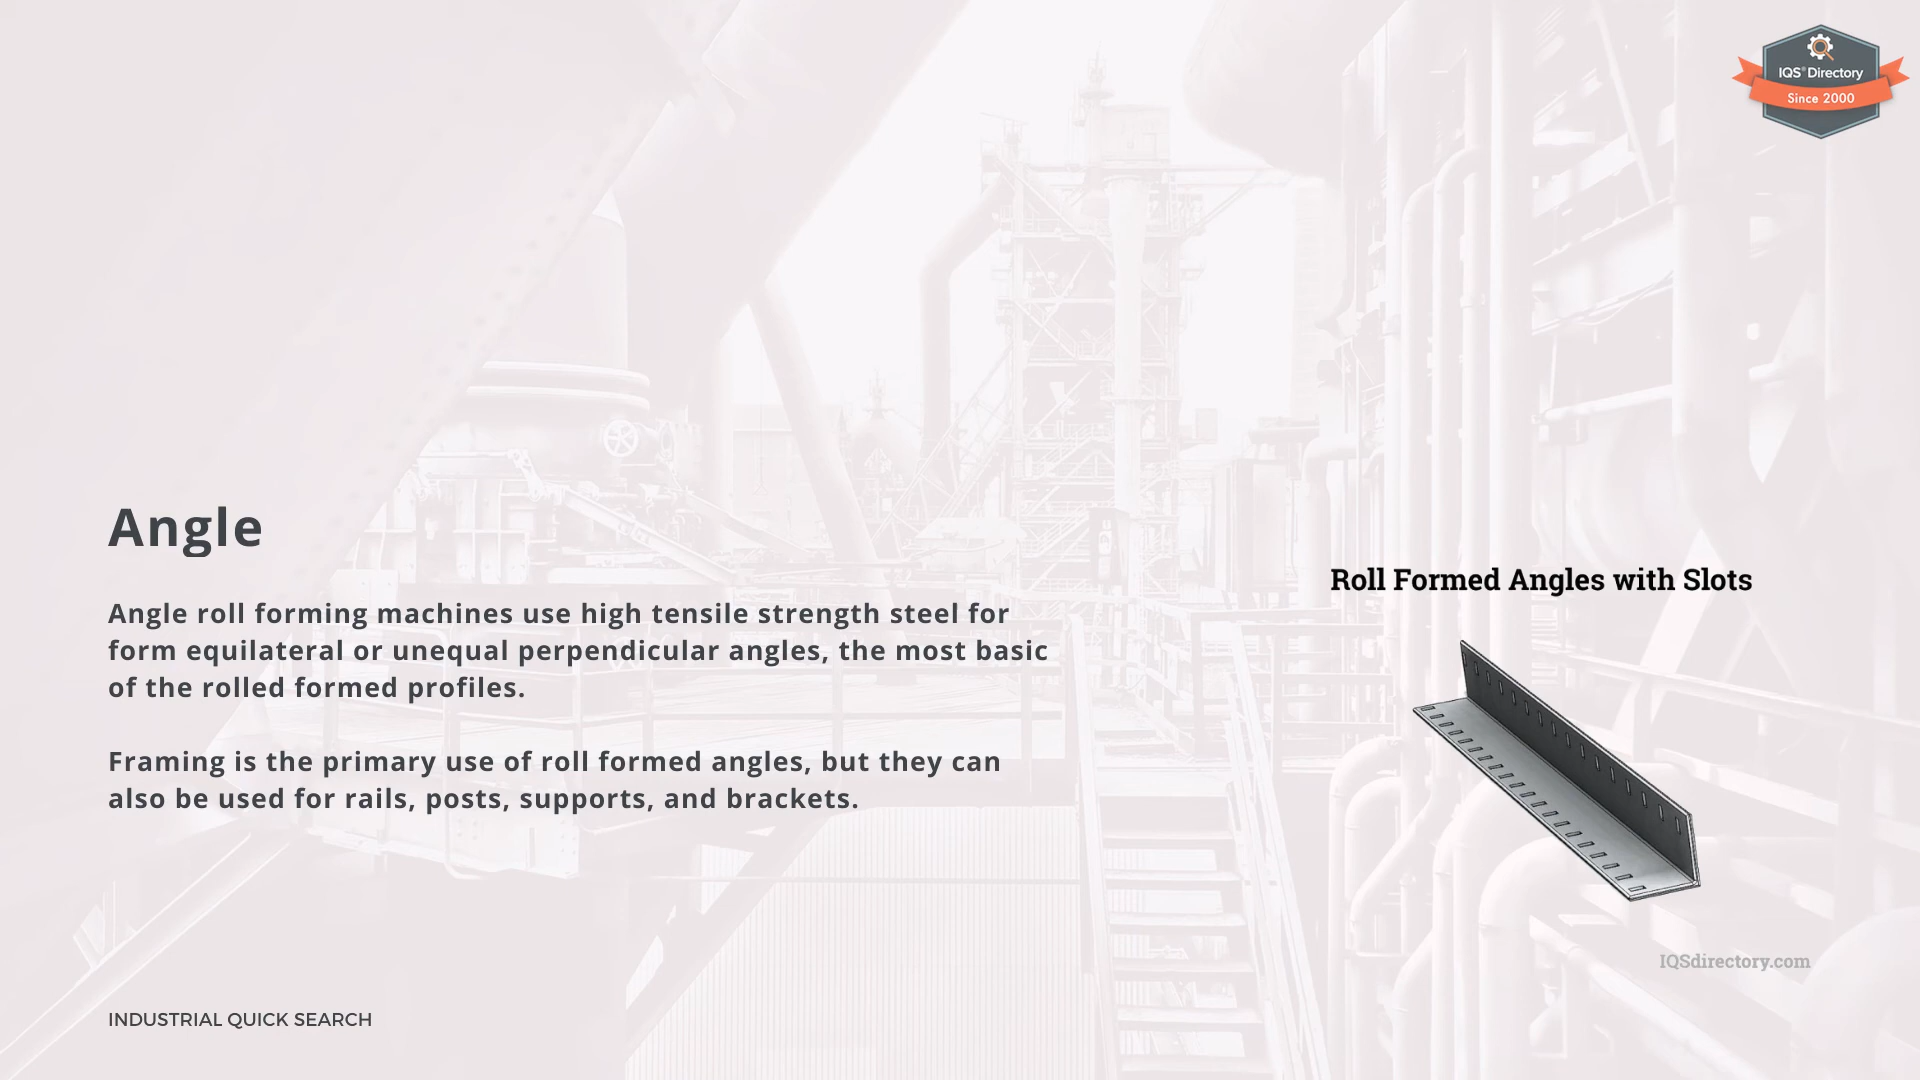 IQS® Directory
Since 2000
Angle
Angle roll forming machines use high tensile strength steel for
form equilateral or unequal perpendicular angles, the most basic
of the rolled formed profiles.
Framing is the primary use of roll formed angles, but they can
also be used for rails, posts, supports, and brackets.
Roll Formed Angles with Slots
IQSdirectory.com
INDUSTRIAL QUICK SEARCH